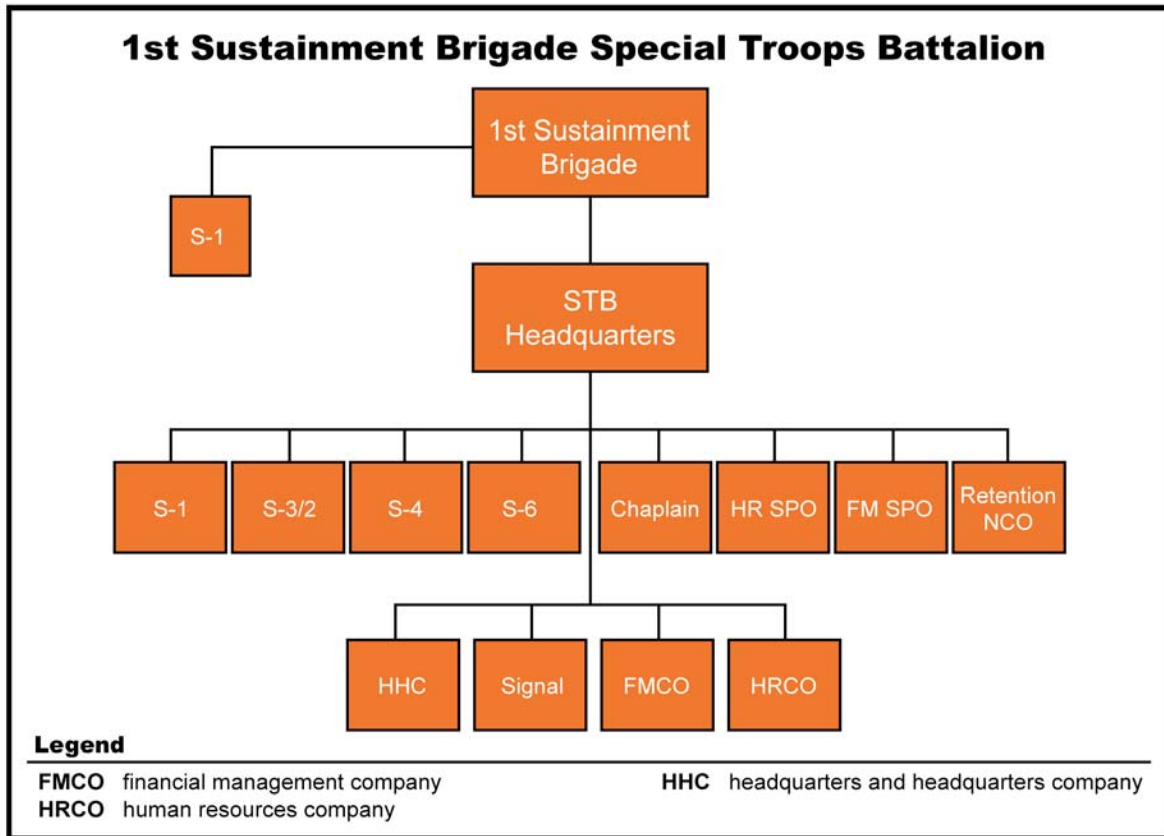 1st Sustainment Brigade Special Troops Battalion
1st Sustainment
Brigade
S-1
STB
Headquarters
S-1
S-3/2
S-4
S-6
Chaplain
HR SPO
FM SPO
Retention
NCO
HHC
Signal
FMCO
HRCO
Legend
FMCO financial management company
HRCO human resources company
HHC headquarters and headquarters company